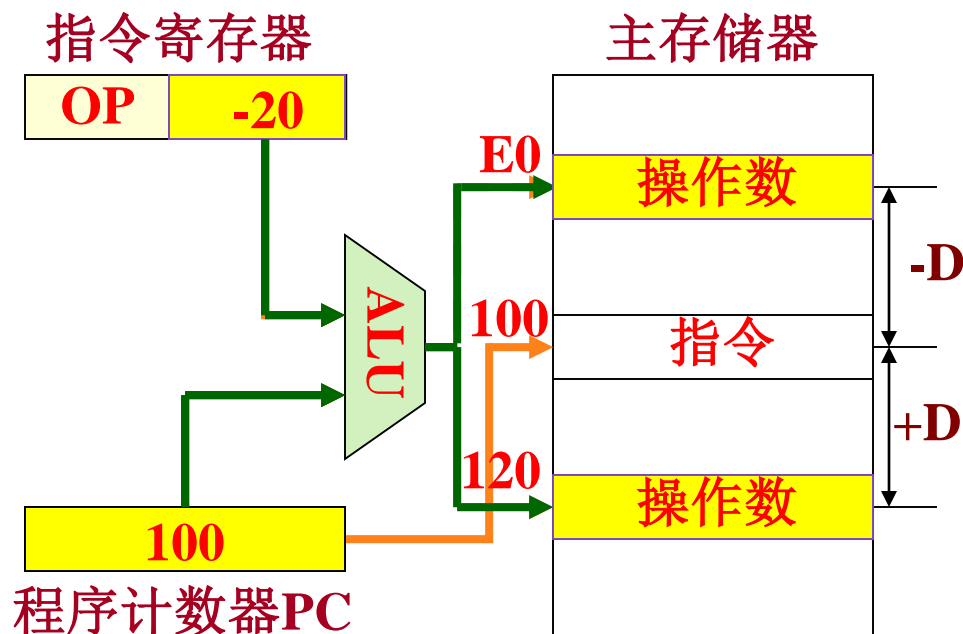 指令寄存器
主存储器
OP
-20
E0
操作数
-D
ALU
100
指令
+D
120
操作数
100
程序计数器PC